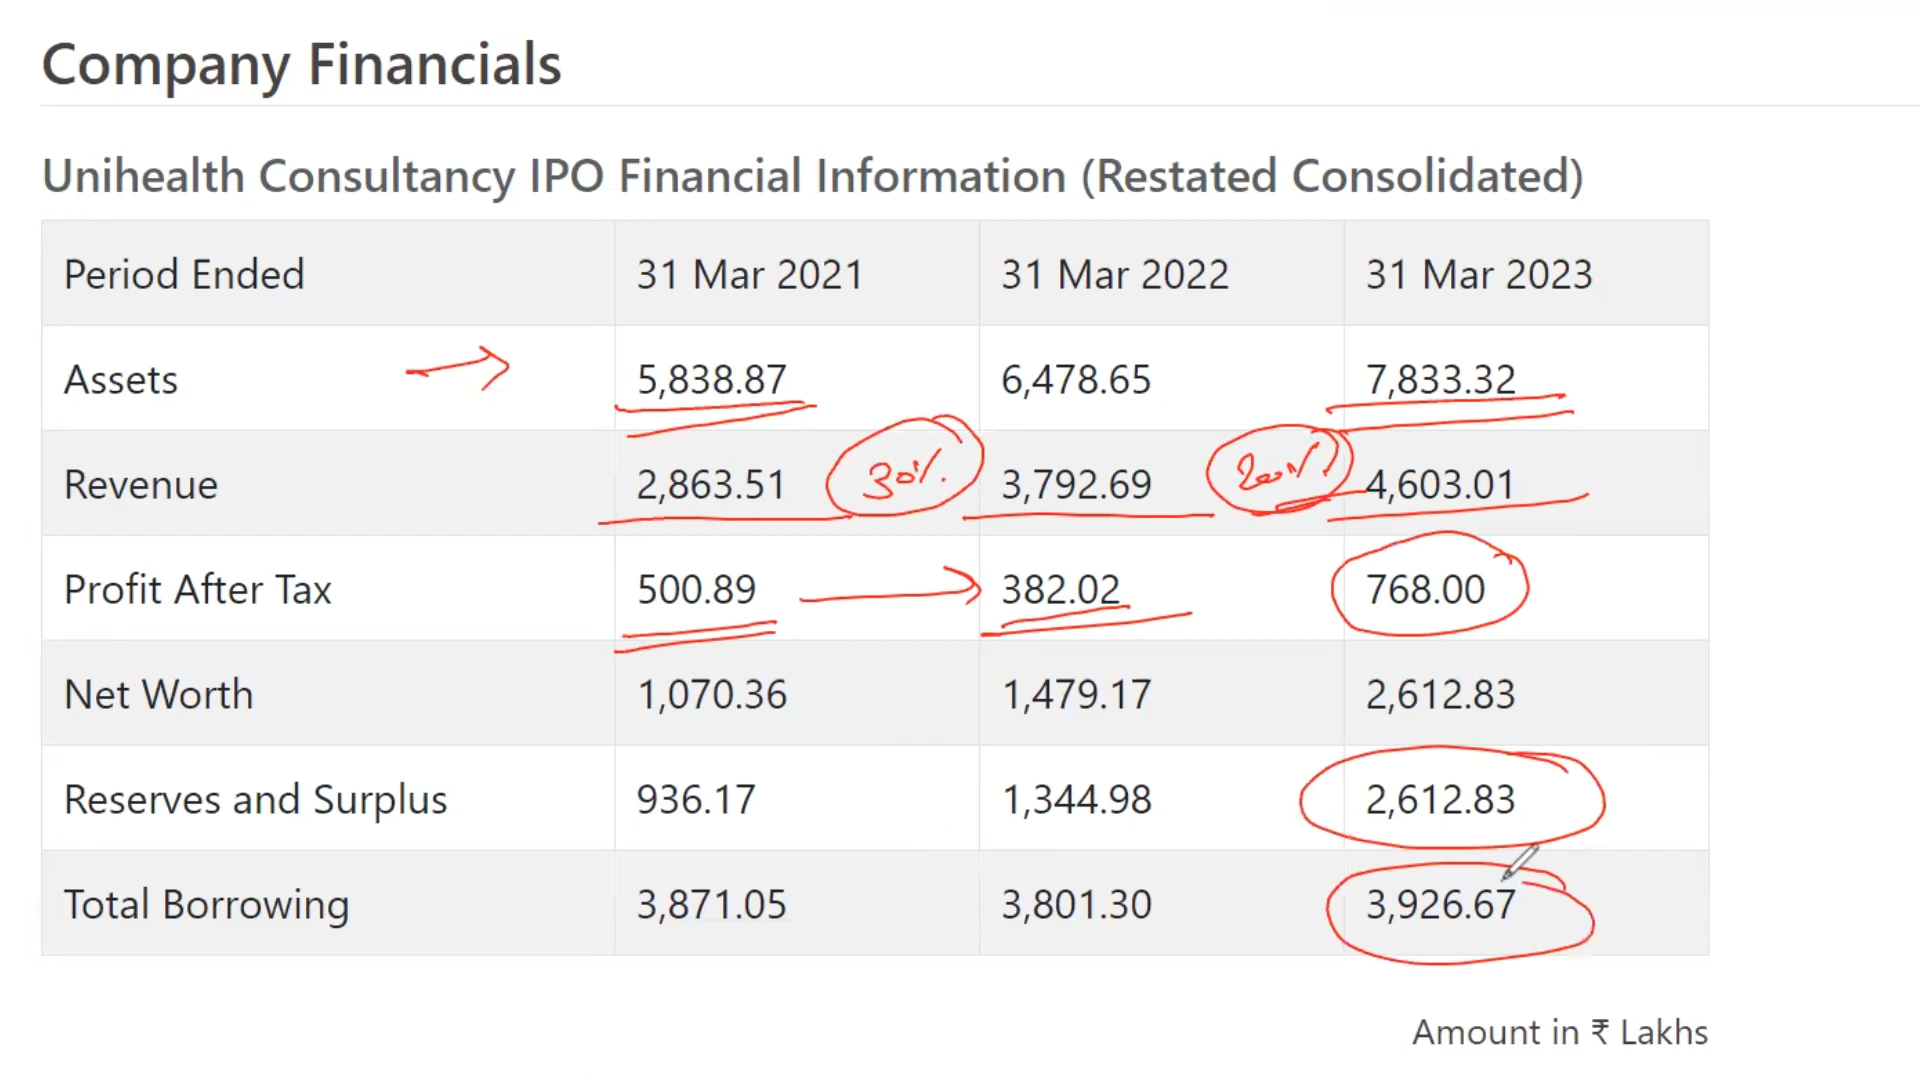 Company Financials
Unihealth Consultancy IPO Financial Information (Restated Consolidated)
Period Ended 31 Mar 2021 31 Mar 2022 31 Mar 2023
Assets 5,838.87 6,478.65 7,833.32
Revenue 2,863.51 30% 3,792.69 200% 4,603.01
Profit After Tax 500.89 382.02 768.00
Net Worth 1,070.36 1,479.17 2,612.83
Reserves and Surplus 936.17 1,344.98 2,612.83
Total Borrowing 3,871.05 3,801.30 3,926.67
Amount in ₹ Lakhs